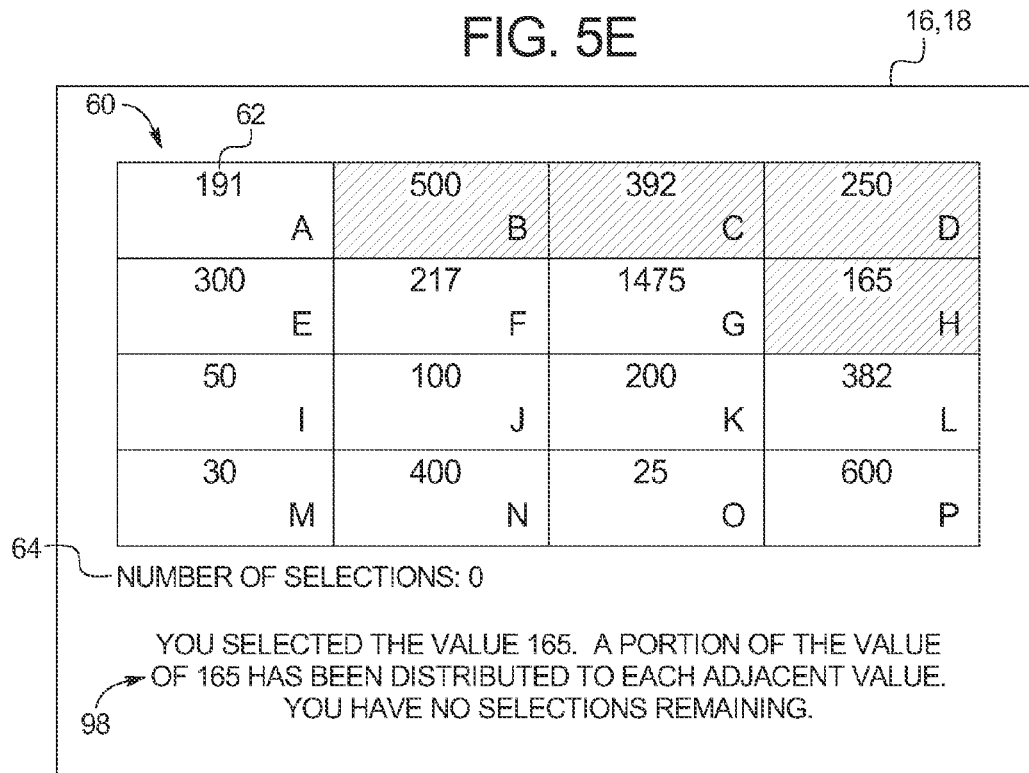 FIG. 5E
16,18
60
62
191 500 392 250
A B C D
300 217 1475 165
E F G H
50 100 200 382
I J K L
30 400 25 600
M N O P
64
NUMBER OF SELECTIONS: 0
YOU SELECTED THE VALUE 165. A PORTION OF THE VALUE
OF 165 HAS BEEN DISTRIBUTED TO EACH ADJACENT VALUE.
YOU HAVE NO SELECTIONS REMAINING.
98